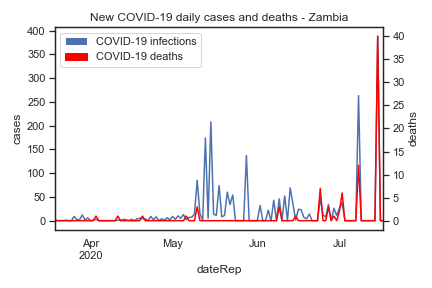 New COVID-19 daily cases and deaths - Zambia
COVID-19 infections
COVID-19 deaths
400
350
300
250
200
150
100
50
0
cases
40
35
30
25
20
15
10
5
0
deaths
Apr
2020
May
Jun
Jul
dateRep